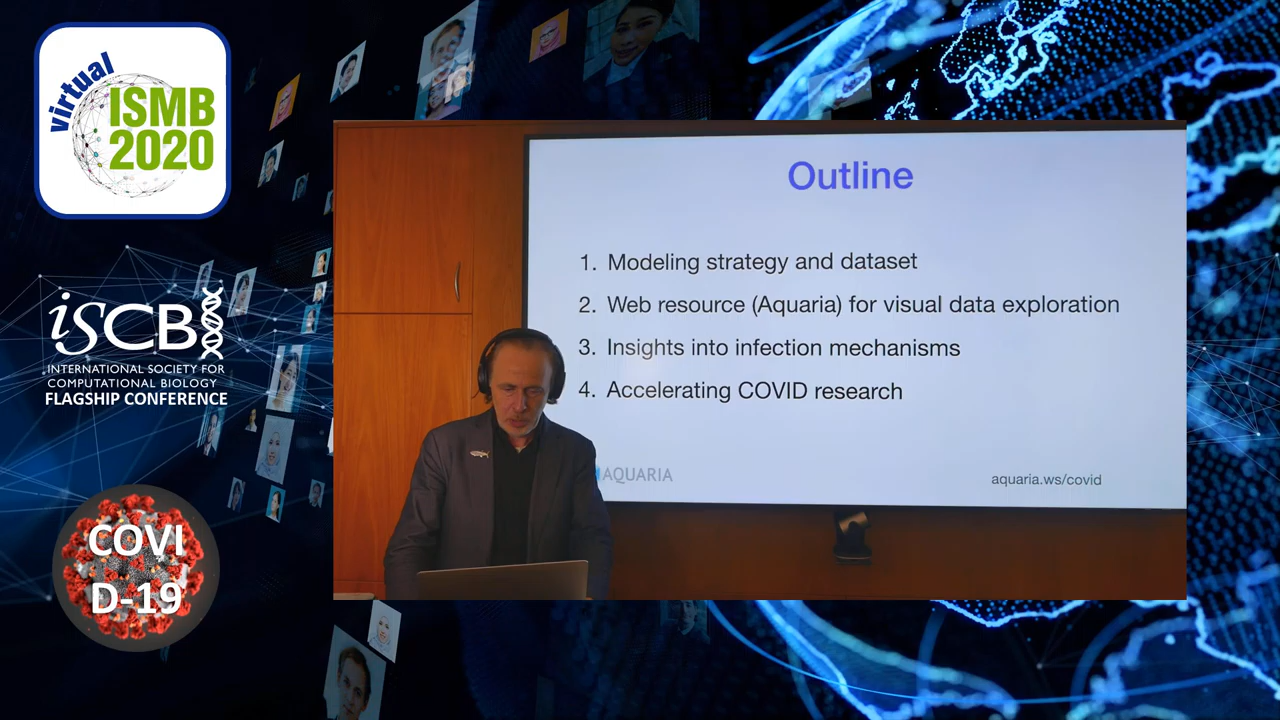 virtual
ISMB
2020
iSCB
INTERNATIONAL SOCIETY FOR
COMPUTATIONAL BIOLOGY
FLAGSHIP CONFERENCE
COVI
D-19
Outline
1. Modeling strategy and dataset
2. Web resource (Aquaria) for visual data exploration
3. Insights into infection mechanisms
4. Accelerating COVID research
AQUARIA
aquaria.ws/covid